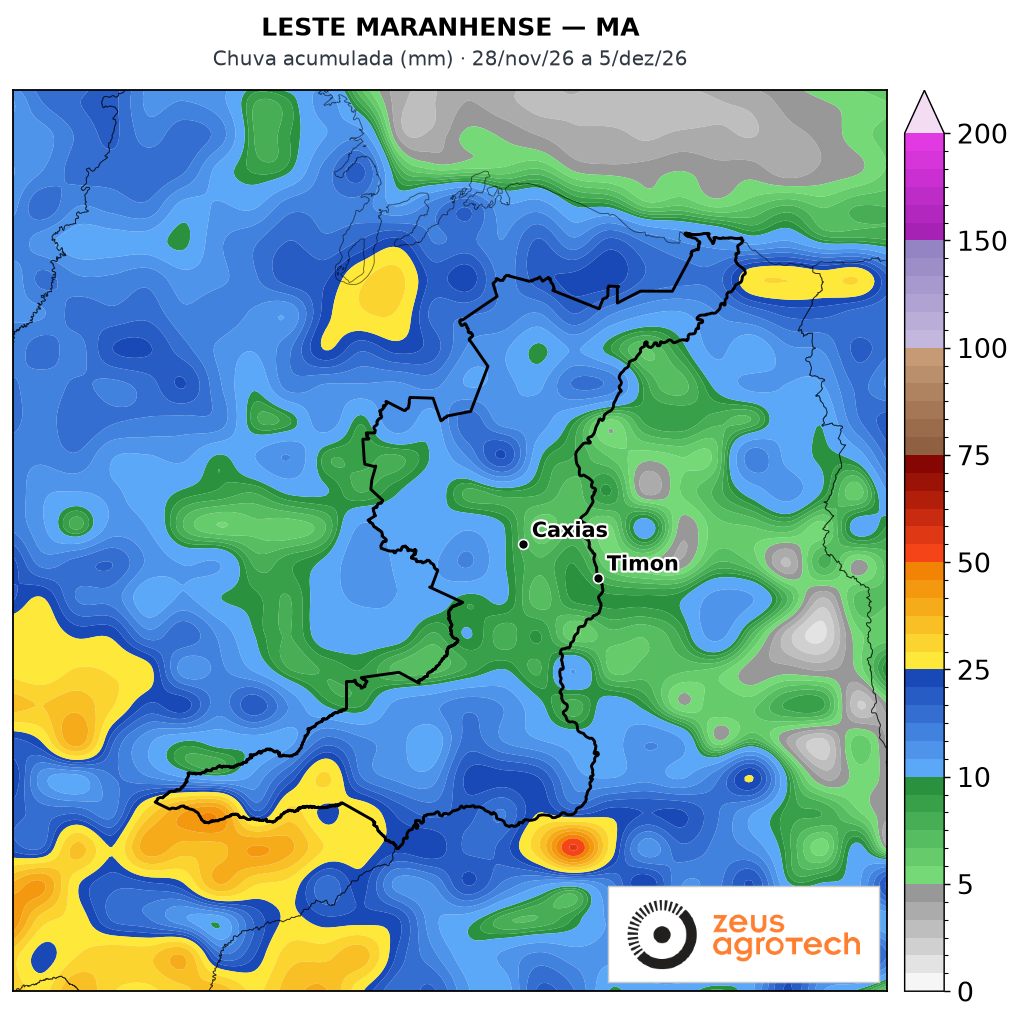 LESTE MARANHENSE — MA
Chuva acumulada (mm) · 28/nov/26 a 5/dez/26
200
150
100
75
50
25
10
5
0
Caxias
Timon
zeus
agroтech